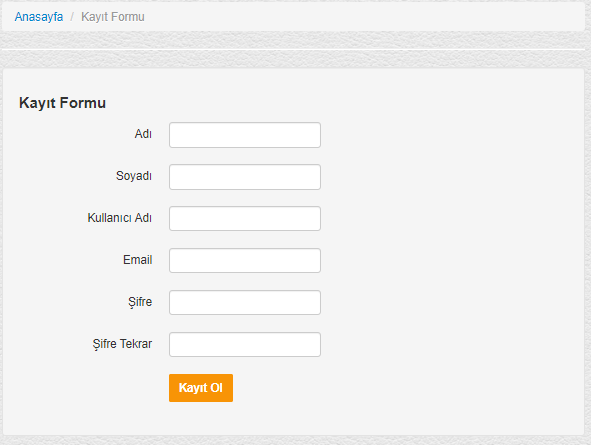 Anasayfa / Kayıt Formu
Kayıt Formu
Adı
Soyadı
Kullanıcı Adı
Email
Şifre
Şifre Tekrar
Kayıt Ol